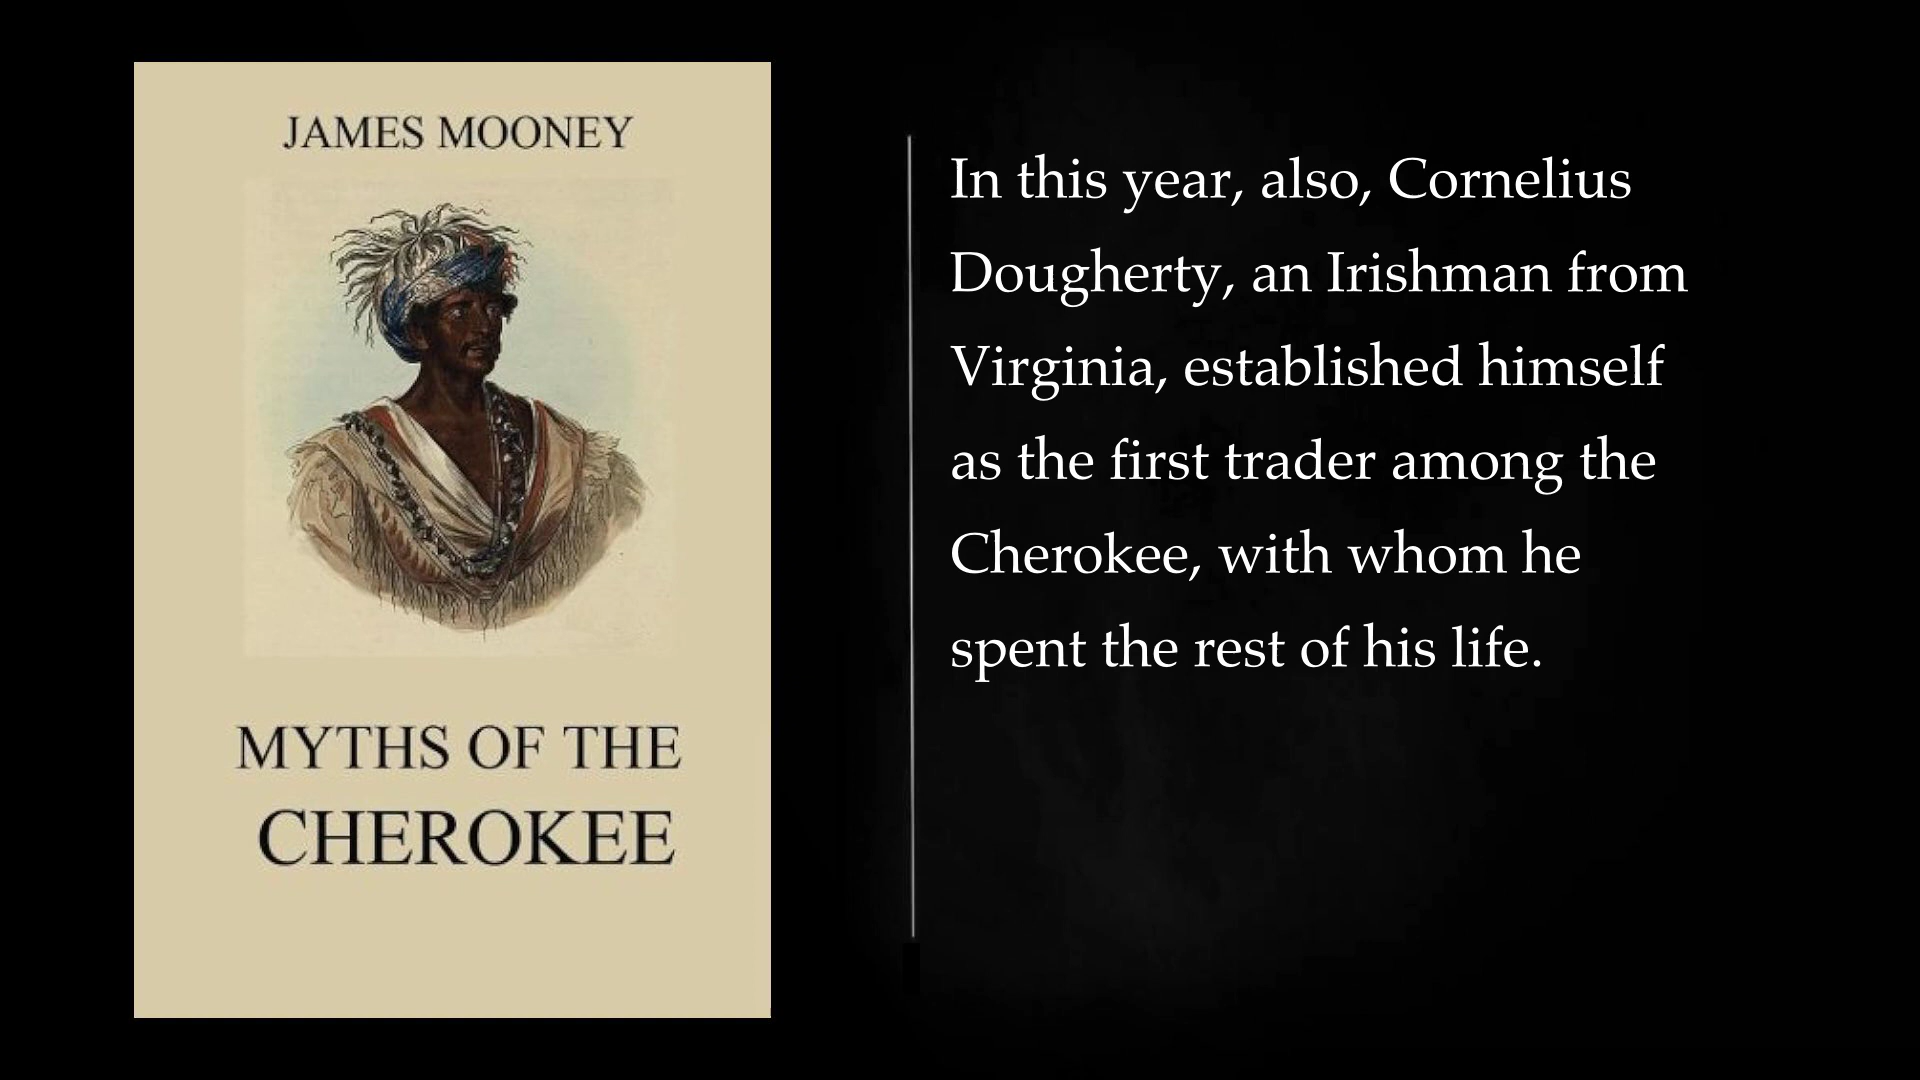 JAMES MOONEY
MYTHS OF THE
CHEROKEE
In this year, also, Cornelius
Dougherty, an Irishman from
Virginia, established himself
as the first trader among the
Cherokee, with whom he
spent the rest of his life.